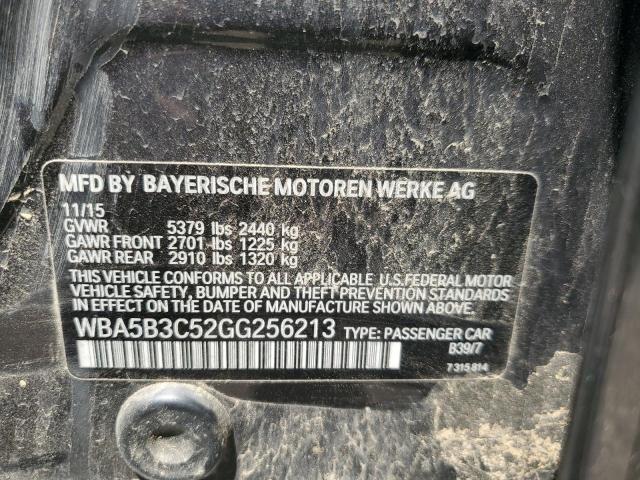 MFD BY BAYERISCHE MOTOREN WERKE AG
11/15
GVWR 5379 lbs 2440 kg
GAWR FRONT 2701 lbs 1225 kg
GAWR REAR 2910 lbs 1320 kg
THIS VEHICLE CONFORMS TO ALL APPLICABLE U.S.FEDERAL MOTOR
VEHICLE SAFETY, BUMPER, AND THEFT PREVENTION STANDARDS
IN EFFECT ON THE DATE OF MANUFACTURE SHOWN ABOVE.
WBA5B3C52GG256213 TYPE: PASSENGER CAR
B39/7
7315814